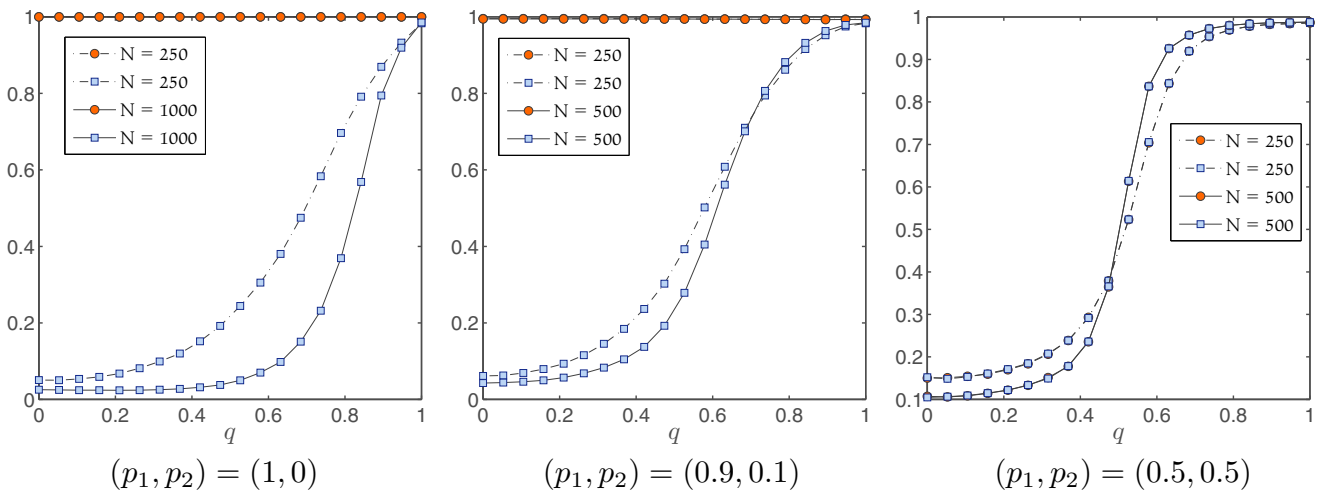 1
0.8
0.6
0.4
0.2
0
0 0.2 0.4 0.6 0.8 1
q
N = 250
N = 250
N = 1000
N = 1000
(p₁, p₂) = (1, 0)
1
0.8
0.6
0.4
0.2
0
0 0.2 0.4 0.6 0.8 1
q
N = 250
N = 250
N = 500
N = 500
(p₁, p₂) = (0.9, 0.1)
1
0.9
0.8
0.7
0.6
0.5
0.4
0.3
0.2
0.1
0 0.2 0.4 0.6 0.8 1
q
N = 250
N = 250
N = 500
N = 500
(p₁, p₂) = (0.5, 0.5)